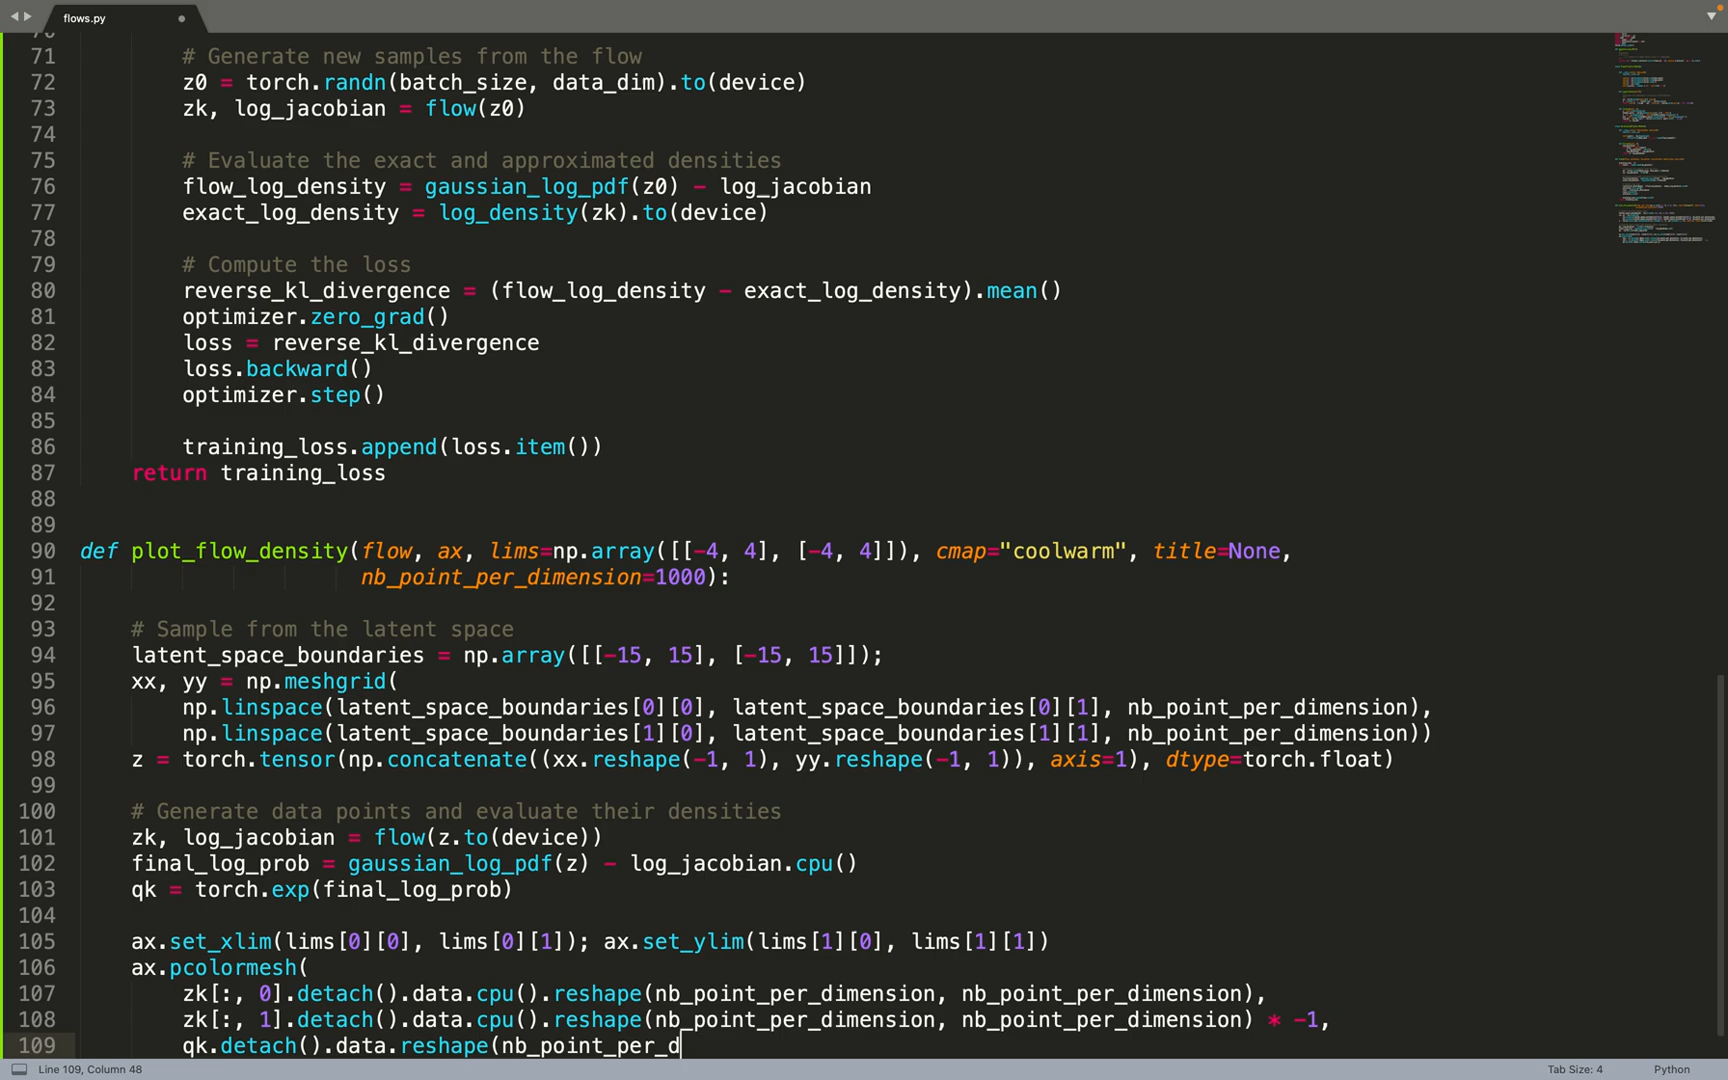 flows.py
71 # Generate new samples from the flow
72 z0 = torch.randn(batch_size, data_dim).to(device)
73 zk, log_jacobian = flow(z0)
74
75 # Evaluate the exact and approximated densities
76 flow_log_density = gaussian_log_pdf(z0) - log_jacobian
77 exact_log_density = log_density(zk).to(device)
78
79 # Compute the loss
80 reverse_kl_divergence = (flow_log_density - exact_log_density).mean()
81 optimizer.zero_grad()
82 loss = reverse_kl_divergence
83 loss.backward()
84 optimizer.step()
85
86 training_loss.append(loss.item())
87 return training_loss
88
89
90 def plot_flow_density(flow, ax, lims=np.array([[-4, 4], [-4, 4]]), cmap="coolwarm", title=None,
91 nb_point_per_dimension=1000):
92
93 # Sample from the latent space
94 latent_space_boundaries = np.array([[-15, 15], [-15, 15]]);
95 xx, yy = np.meshgrid(
96 np.linspace(latent_space_boundaries[0][0], latent_space_boundaries[0][1], nb_point_per_dimension),
97 np.linspace(latent_space_boundaries[1][0], latent_space_boundaries[1][1], nb_point_per_dimension))
98 z = torch.tensor(np.concatenate((xx.reshape(-1, 1), yy.reshape(-1, 1)), axis=1), dtype=torch.float)
99
100 # Generate data points and evaluate their densities
101 zk, log_jacobian = flow(z.to(device))
102 final_log_prob = gaussian_log_pdf(z) - log_jacobian.cpu()
103 qk = torch.exp(final_log_prob)
104
105 ax.set_xlim(lims[0][0], lims[0][1]); ax.set_ylim(lims[1][0], lims[1][1])
106 ax.pcolormesh(
107 zk[:, 0].detach().data.cpu().reshape(nb_point_per_dimension, nb_point_per_dimension),
108 zk[:, 1].detach().data.cpu().reshape(nb_point_per_dimension, nb_point_per_dimension) * -1,
109 qk.detach().data.reshape(nb_point_per_d
Line 109, Column 48 Tab Size: 4 Python